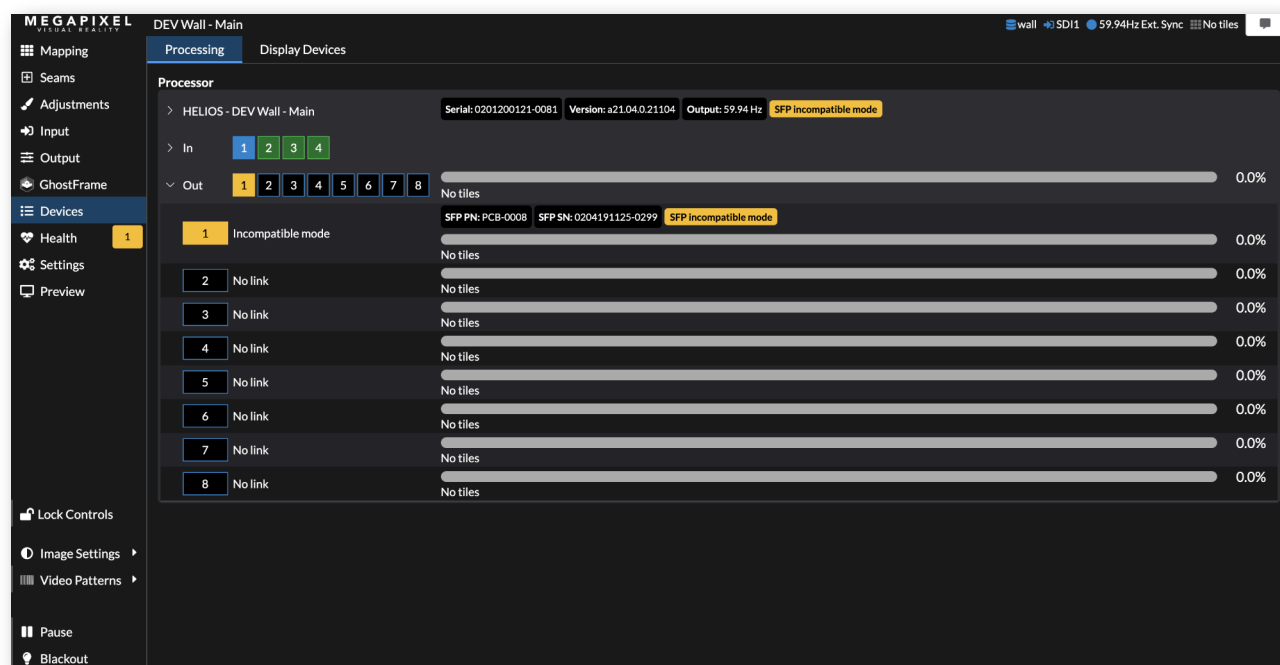 MEGAPIXEL
VISUAL REALITY
DEV Wall - Main
wall SDI1 59.94Hz Ext. Sync No tiles
Mapping
Seams
Adjustments
Input
Output
GhostFrame
Devices
Health 1
Settings
Preview
Lock Controls
Image Settings
Video Patterns
Pause
Blackout
Processing Display Devices
Processor
HELIOS - DEV Wall - Main Serial: 0201200121-0081 Version: a21.04.0.21104 Output: 59.94 Hz SFP incompatible mode
In 1 2 3 4
Out 1 2 3 4 5 6 7 8 0.0%
No tiles
SFP PN: PCB-0008 SFP SN: 0204191125-0299 SFP incompatible mode
1 Incompatible mode 0.0%
No tiles
2 No link 0.0%
No tiles
3 No link 0.0%
No tiles
4 No link 0.0%
No tiles
5 No link 0.0%
No tiles
6 No link 0.0%
No tiles
7 No link 0.0%
No tiles
8 No link 0.0%
No tiles